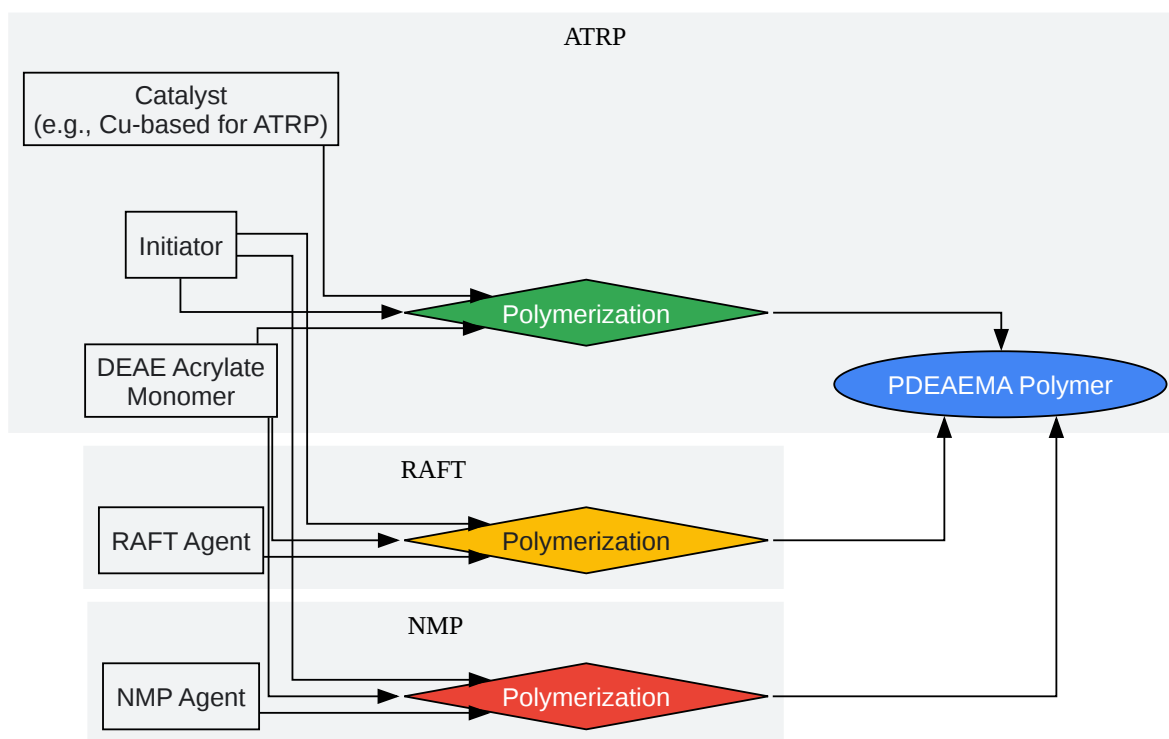 ATRP
Catalyst
(e.g., Cu-based for ATRP)
Initiator
Polymerization
DEAE Acrylate
Monomer
PDEAEMA Polymer
RAFT
RAFT Agent
Polymerization
NMP
NMP Agent
Polymerization